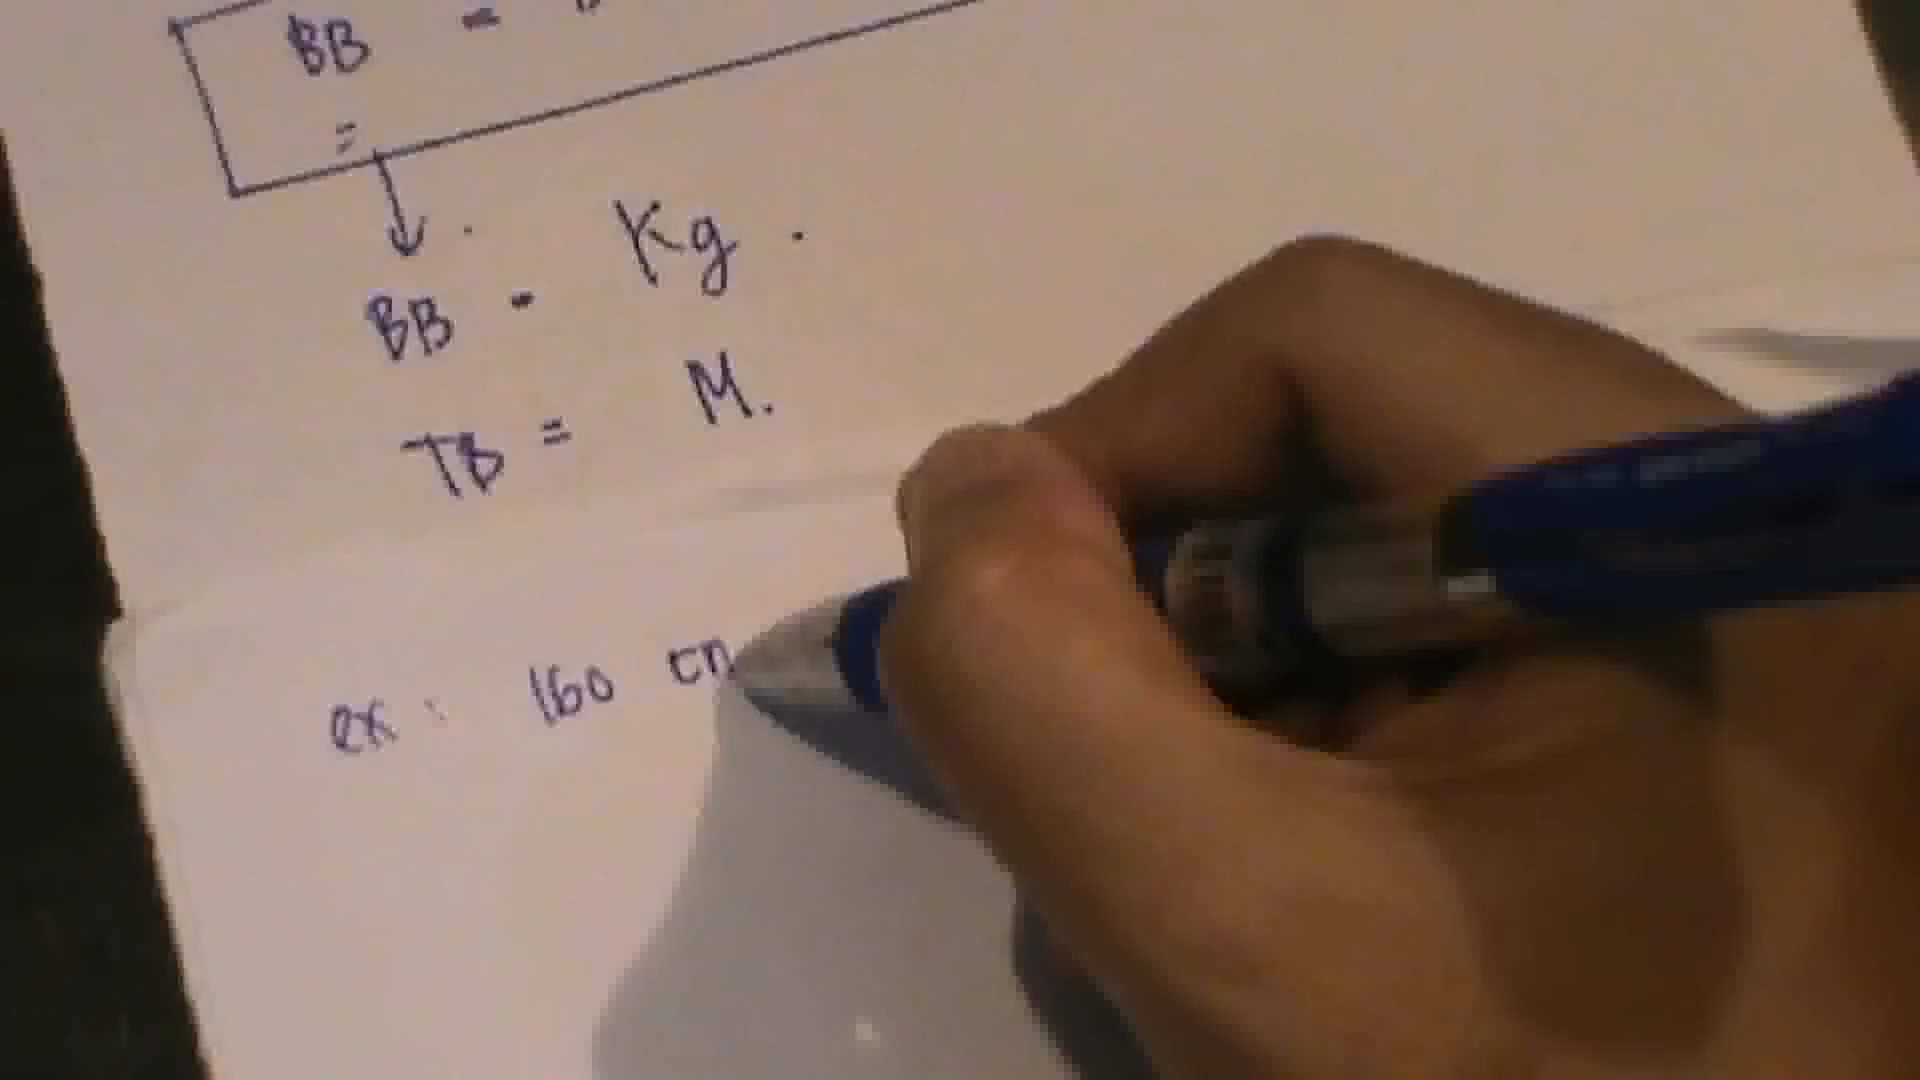 BB =
=
BB - Kg.
TB = M.
ex : 160 cm